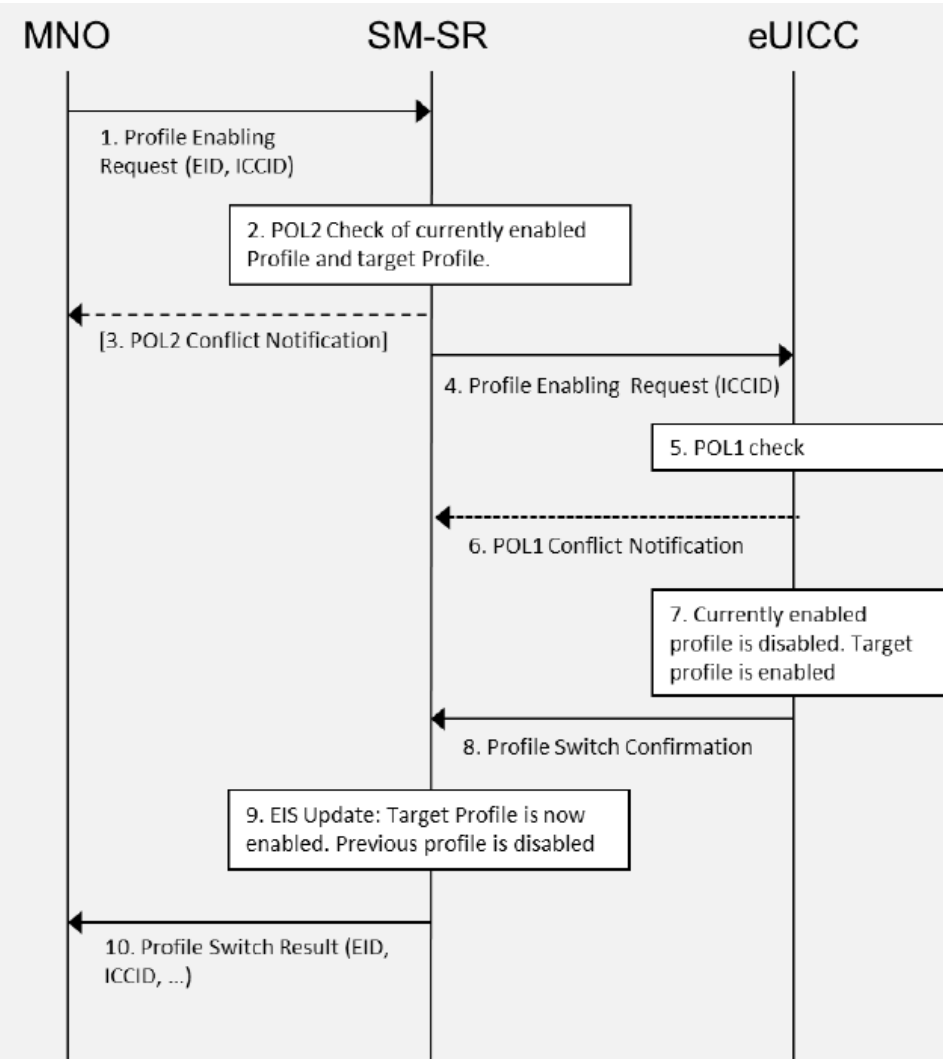 MNO SM-SR eUICC
1. Profile Enabling
Request (EID, ICCID)
2. POL2 Check of currently enabled
Profile and target Profile.
[3. POL2 Conflict Notification]
4. Profile Enabling Request (ICCID)
5. POL1 check
6. POL1 Conflict Notification
7. Currently enabled
profile is disabled. Target
profile is enabled
8. Profile Switch Confirmation
9. EIS Update: Target Profile is now
enabled. Previous profile is disabled
10. Profile Switch Result (EID,
ICCID, ...)